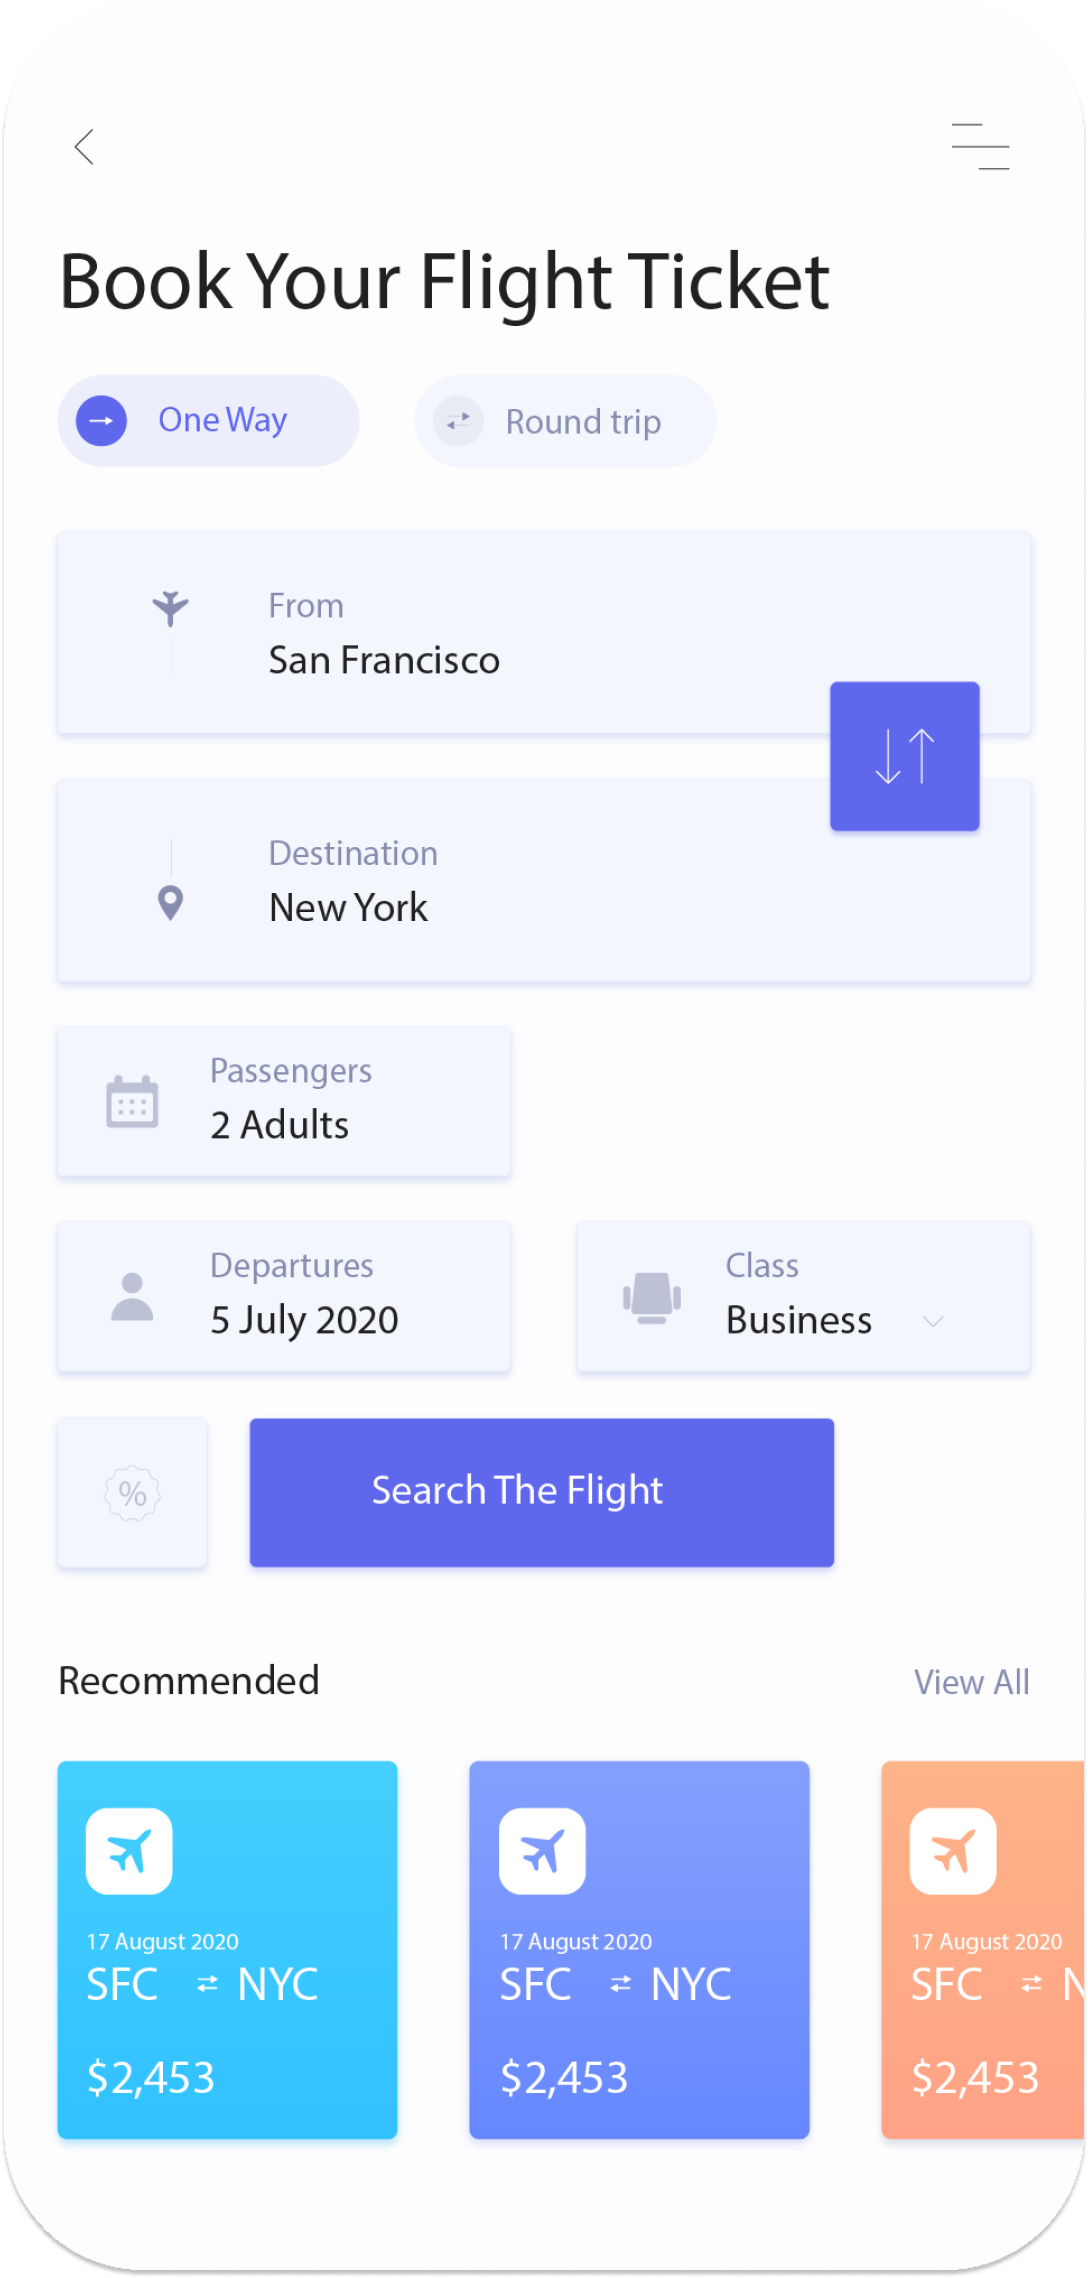 Book Your Flight Ticket
One Way
Round trip
From
San Francisco
Destination
New York
Passengers
2 Adults
Departures
5 July 2020
Class
Business
%
Search The Flight
Recommended
View All
17 August 2020
SFC ⇄ NYC
$2,453
17 August 2020
SFC ⇄ NYC
$2,453
17 August 2020
SFC ⇄ N
$2,453